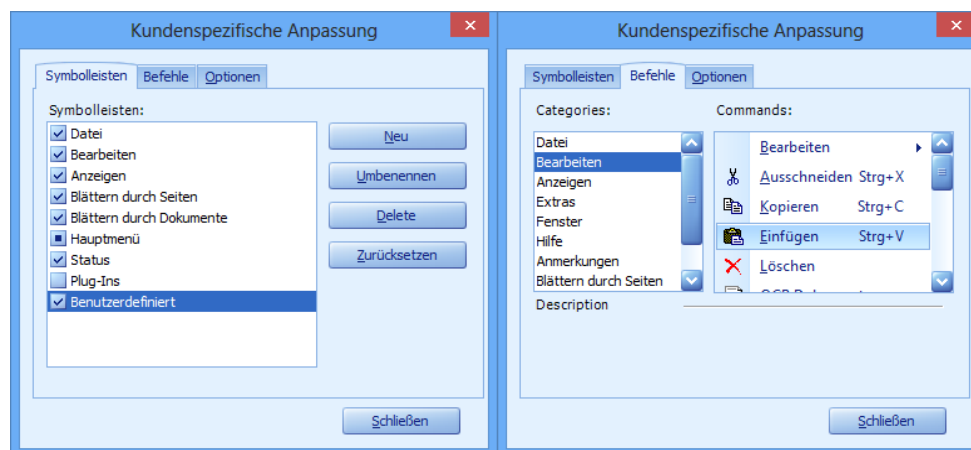 Kundenspezifische Anpassung
Symbolleisten Befehle Optionen
Symbolleisten:
Datei
Bearbeiten
Anzeigen
Blättern durch Seiten
Blättern durch Dokumente
Hauptmenü
Status
Plug-Ins
Benutzerdefiniert
Neu
Umbenennen
Delete
Zurücksetzen
Schließen
Kundenspezifische Anpassung
Symbolleisten Befehle Optionen
Categories:
Datei
Bearbeiten
Anzeigen
Extras
Fenster
Hilfe
Anmerkungen
Blättern durch Seiten
Commands:
Bearbeiten
Ausschneiden Strg+X
Kopieren Strg+C
Einfügen Strg+V
Löschen
Description
Schließen